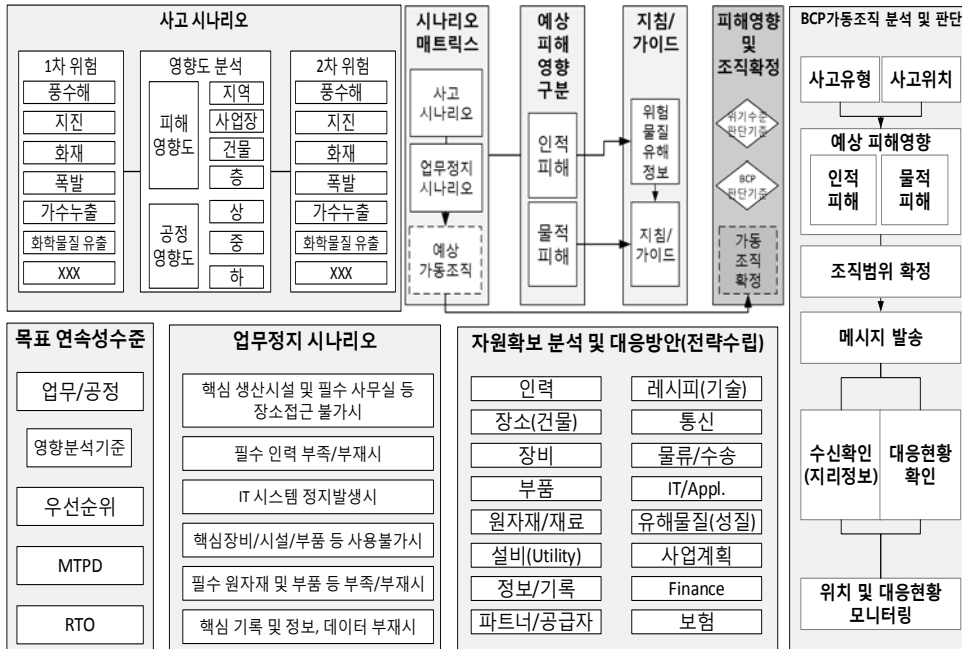 사고 시나리오
1차 위험
풍수해
지진
화재
폭발
가수누출
화학물질 유출
XXX
영향도 분석
피해
영향도
지역
사업장
건물
층
공정
영향도
상
중
하
2차 위험
풍수해
지진
화재
폭발
가수누출
화학물질 유출
XXX
시나리오
매트릭스
사고
시나리오
업무정지
시나리오
예상
가동조직
예상
피해
영향
구분
인적
피해
물적
피해
지침/
가이드
위험
물질
유해
정보
지침/
가이드
피해영향
및
조직확정
위기수준
판단기준
BCP
판단기준
가동
조직
확정
BCP가동조직 분석 및 판단
사고유형
사고위치
예상 피해영향
인적
피해
물적
피해
조직범위 확정
메시지 발송
수신확인
(지리정보)
대응현황
확인
위치 및 대응현황
모니터링
목표 연속성수준
업무/공정
영향분석기준
우선순위
MTPD
RTO
업무정지 시나리오
핵심 생산시설 및 필수 사무실 등
장소접근 불가시
필수 인력 부족/부재시
IT 시스템 정지발생시
핵심장비/시설/부품 등 사용불가시
필수 원자재 및 부품 등 부족/부재시
핵심 기록 및 정보, 데이터 부재시
자원확보 분석 및 대응방안(전략수립)
인력
장소(건물)
장비
부품
원자재/재료
설비(Utility)
정보/기록
파트너/공급자
레시피(기술)
통신
물류/수송
IT/Appl.
유해물질(성질)
사업계획
Finance
보험